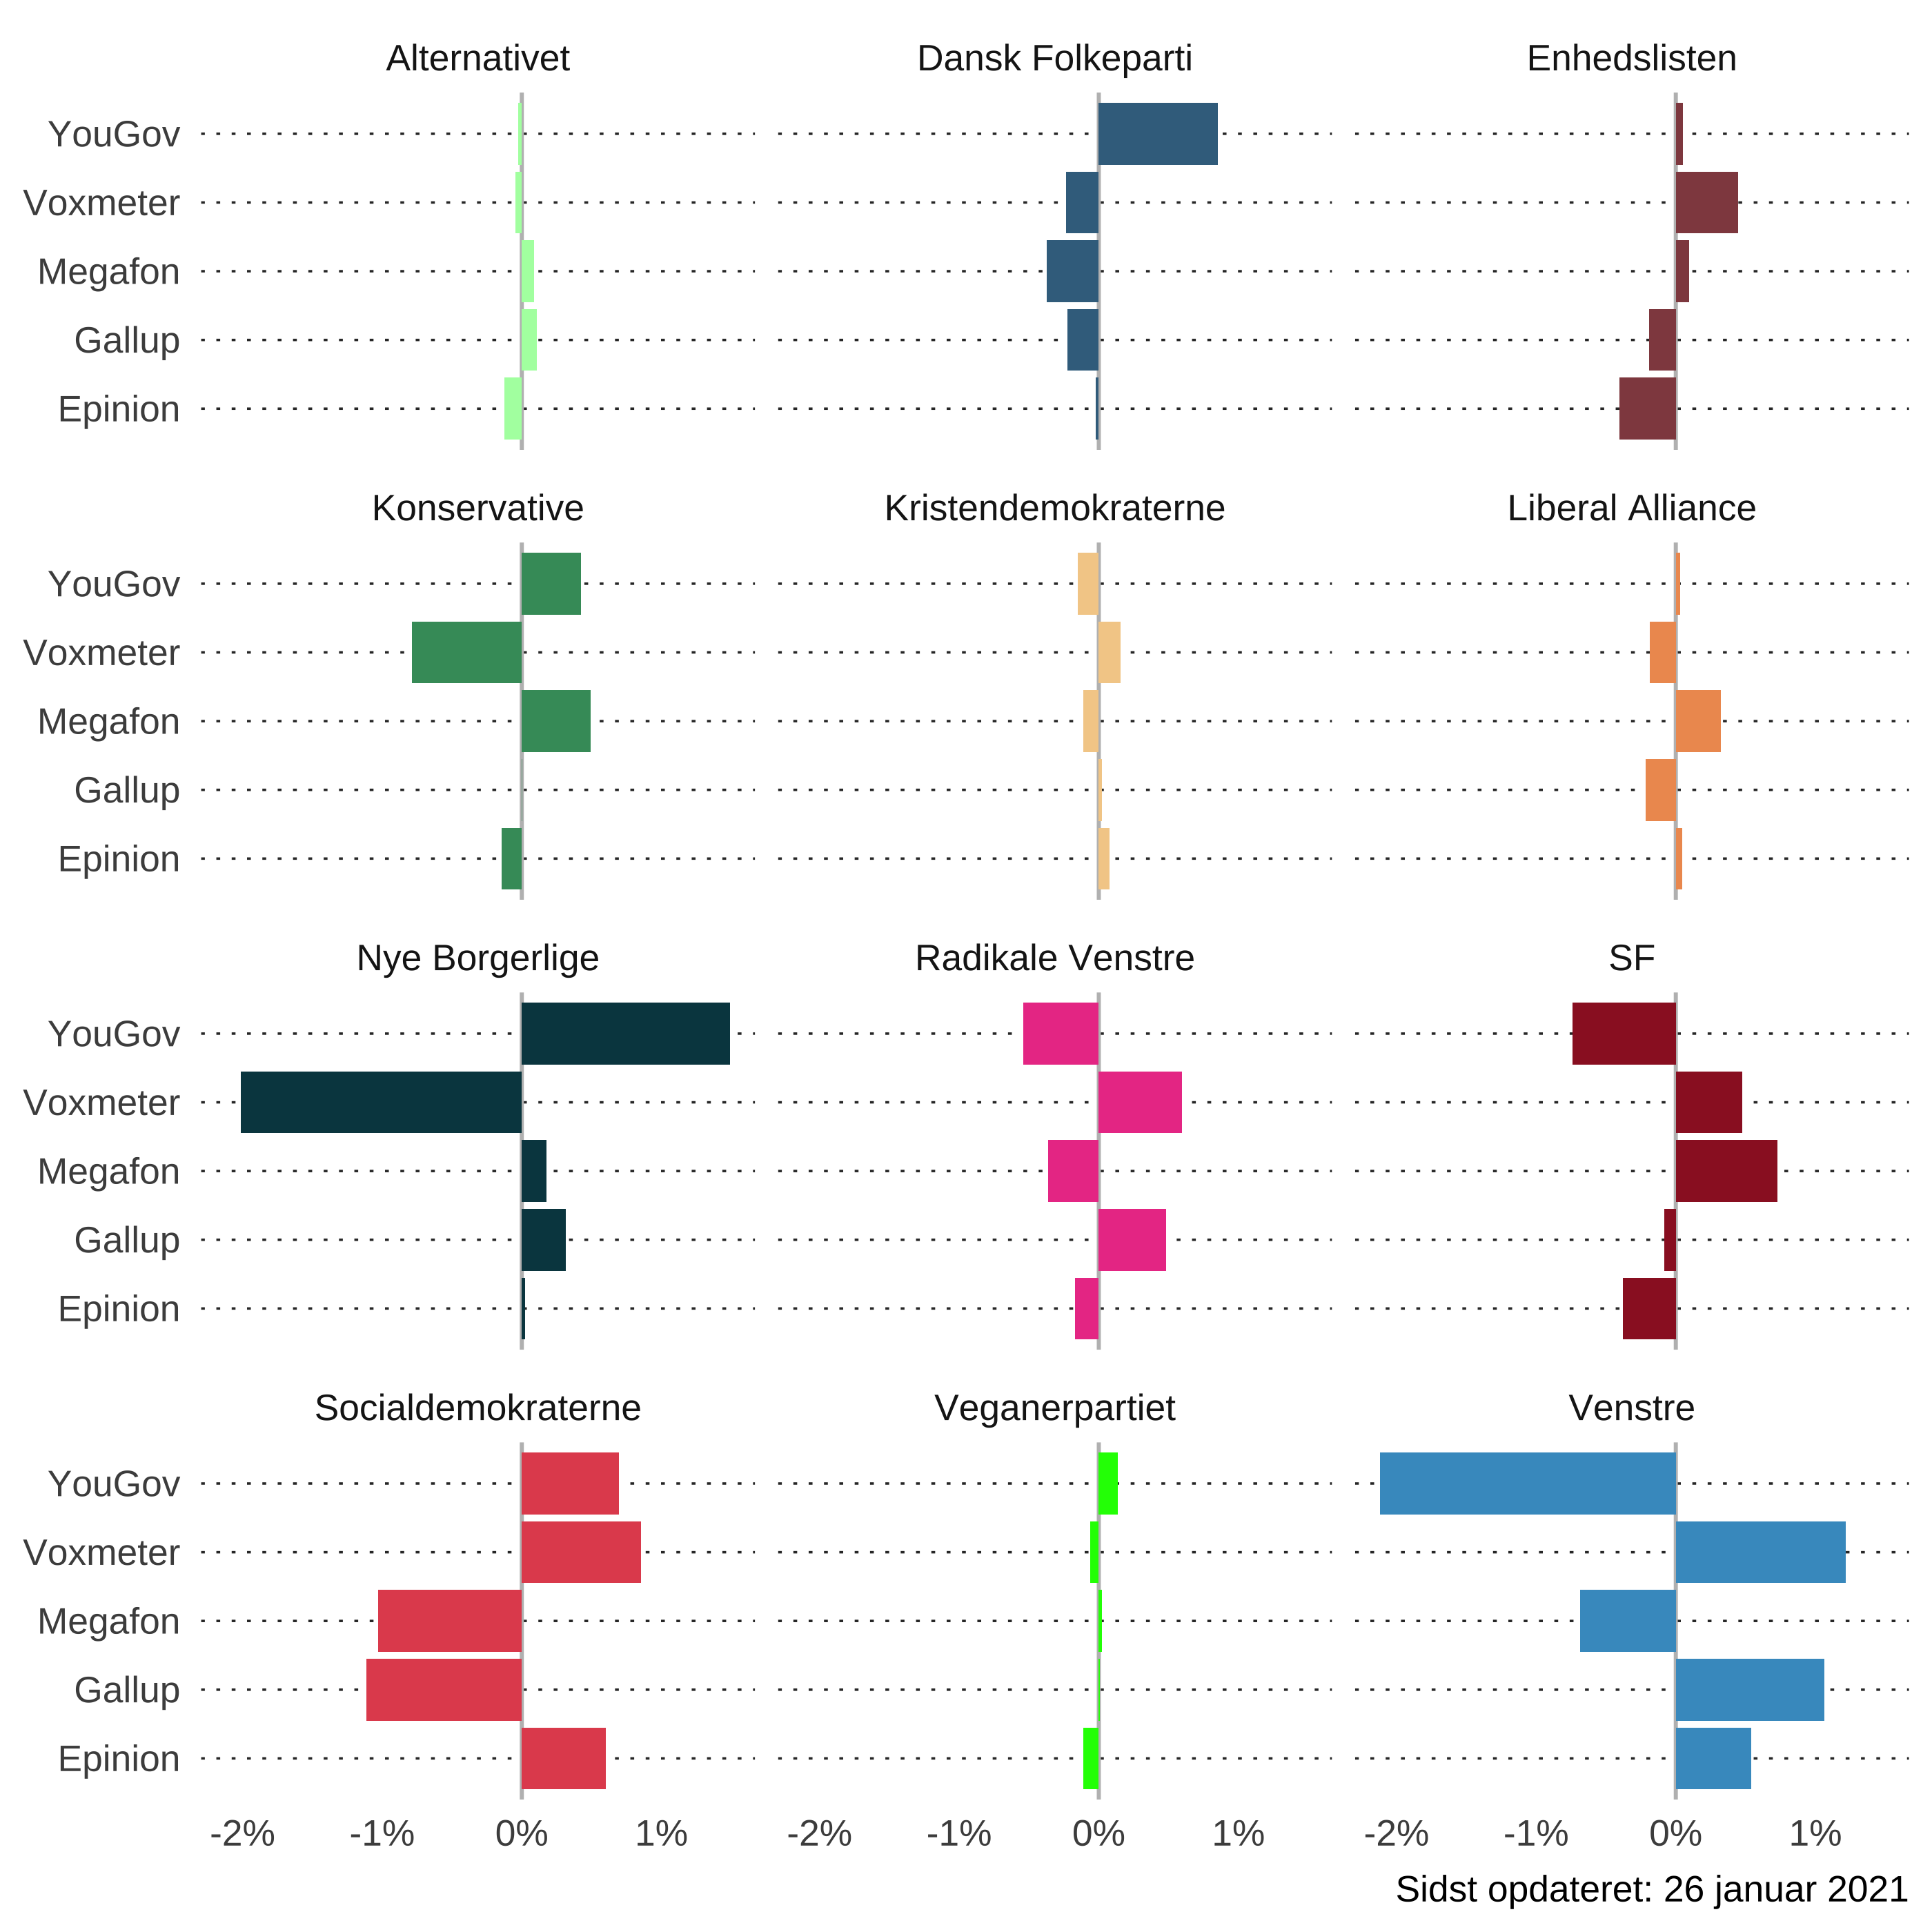 Alternativet Dansk Folkeparti Enhedslisten
YouGov
Voxmeter
Megafon
Gallup
Epinion
Konservative Kristendemokraterne Liberal Alliance
YouGov
Voxmeter
Megafon
Gallup
Epinion
Nye Borgerlige Radikale Venstre SF
YouGov
Voxmeter
Megafon
Gallup
Epinion
Socialdemokraterne Veganerpartiet Venstre
YouGov
Voxmeter
Megafon
Gallup
Epinion
-2% -1% 0% 1% -2% -1% 0% 1% -2% -1% 0% 1%
Sidst opdateret: 26 januar 2021